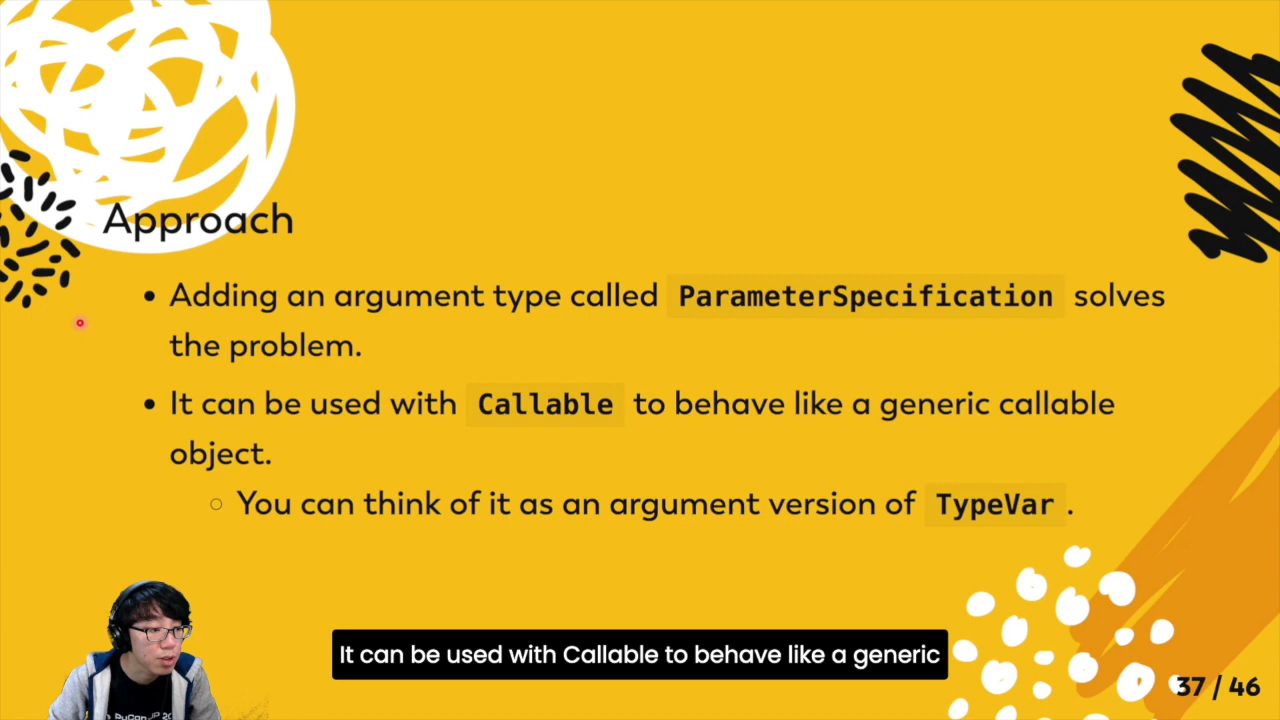 Approach
• Adding an argument type called ParameterSpecification solves
the problem.
• It can be used with Callable to behave like a generic callable
object.
○ You can think of it as an argument version of TypeVar .
It can be used with Callable to behave like a generic
37 / 46